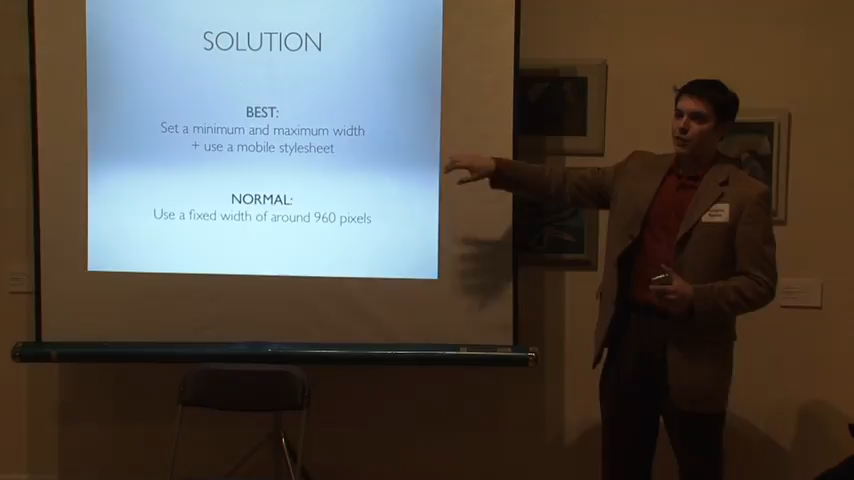 SOLUTION
BEST:
Set a minimum and maximum width
+ use a mobile stylesheet
NORMAL:
Use a fixed width of around 960 pixels